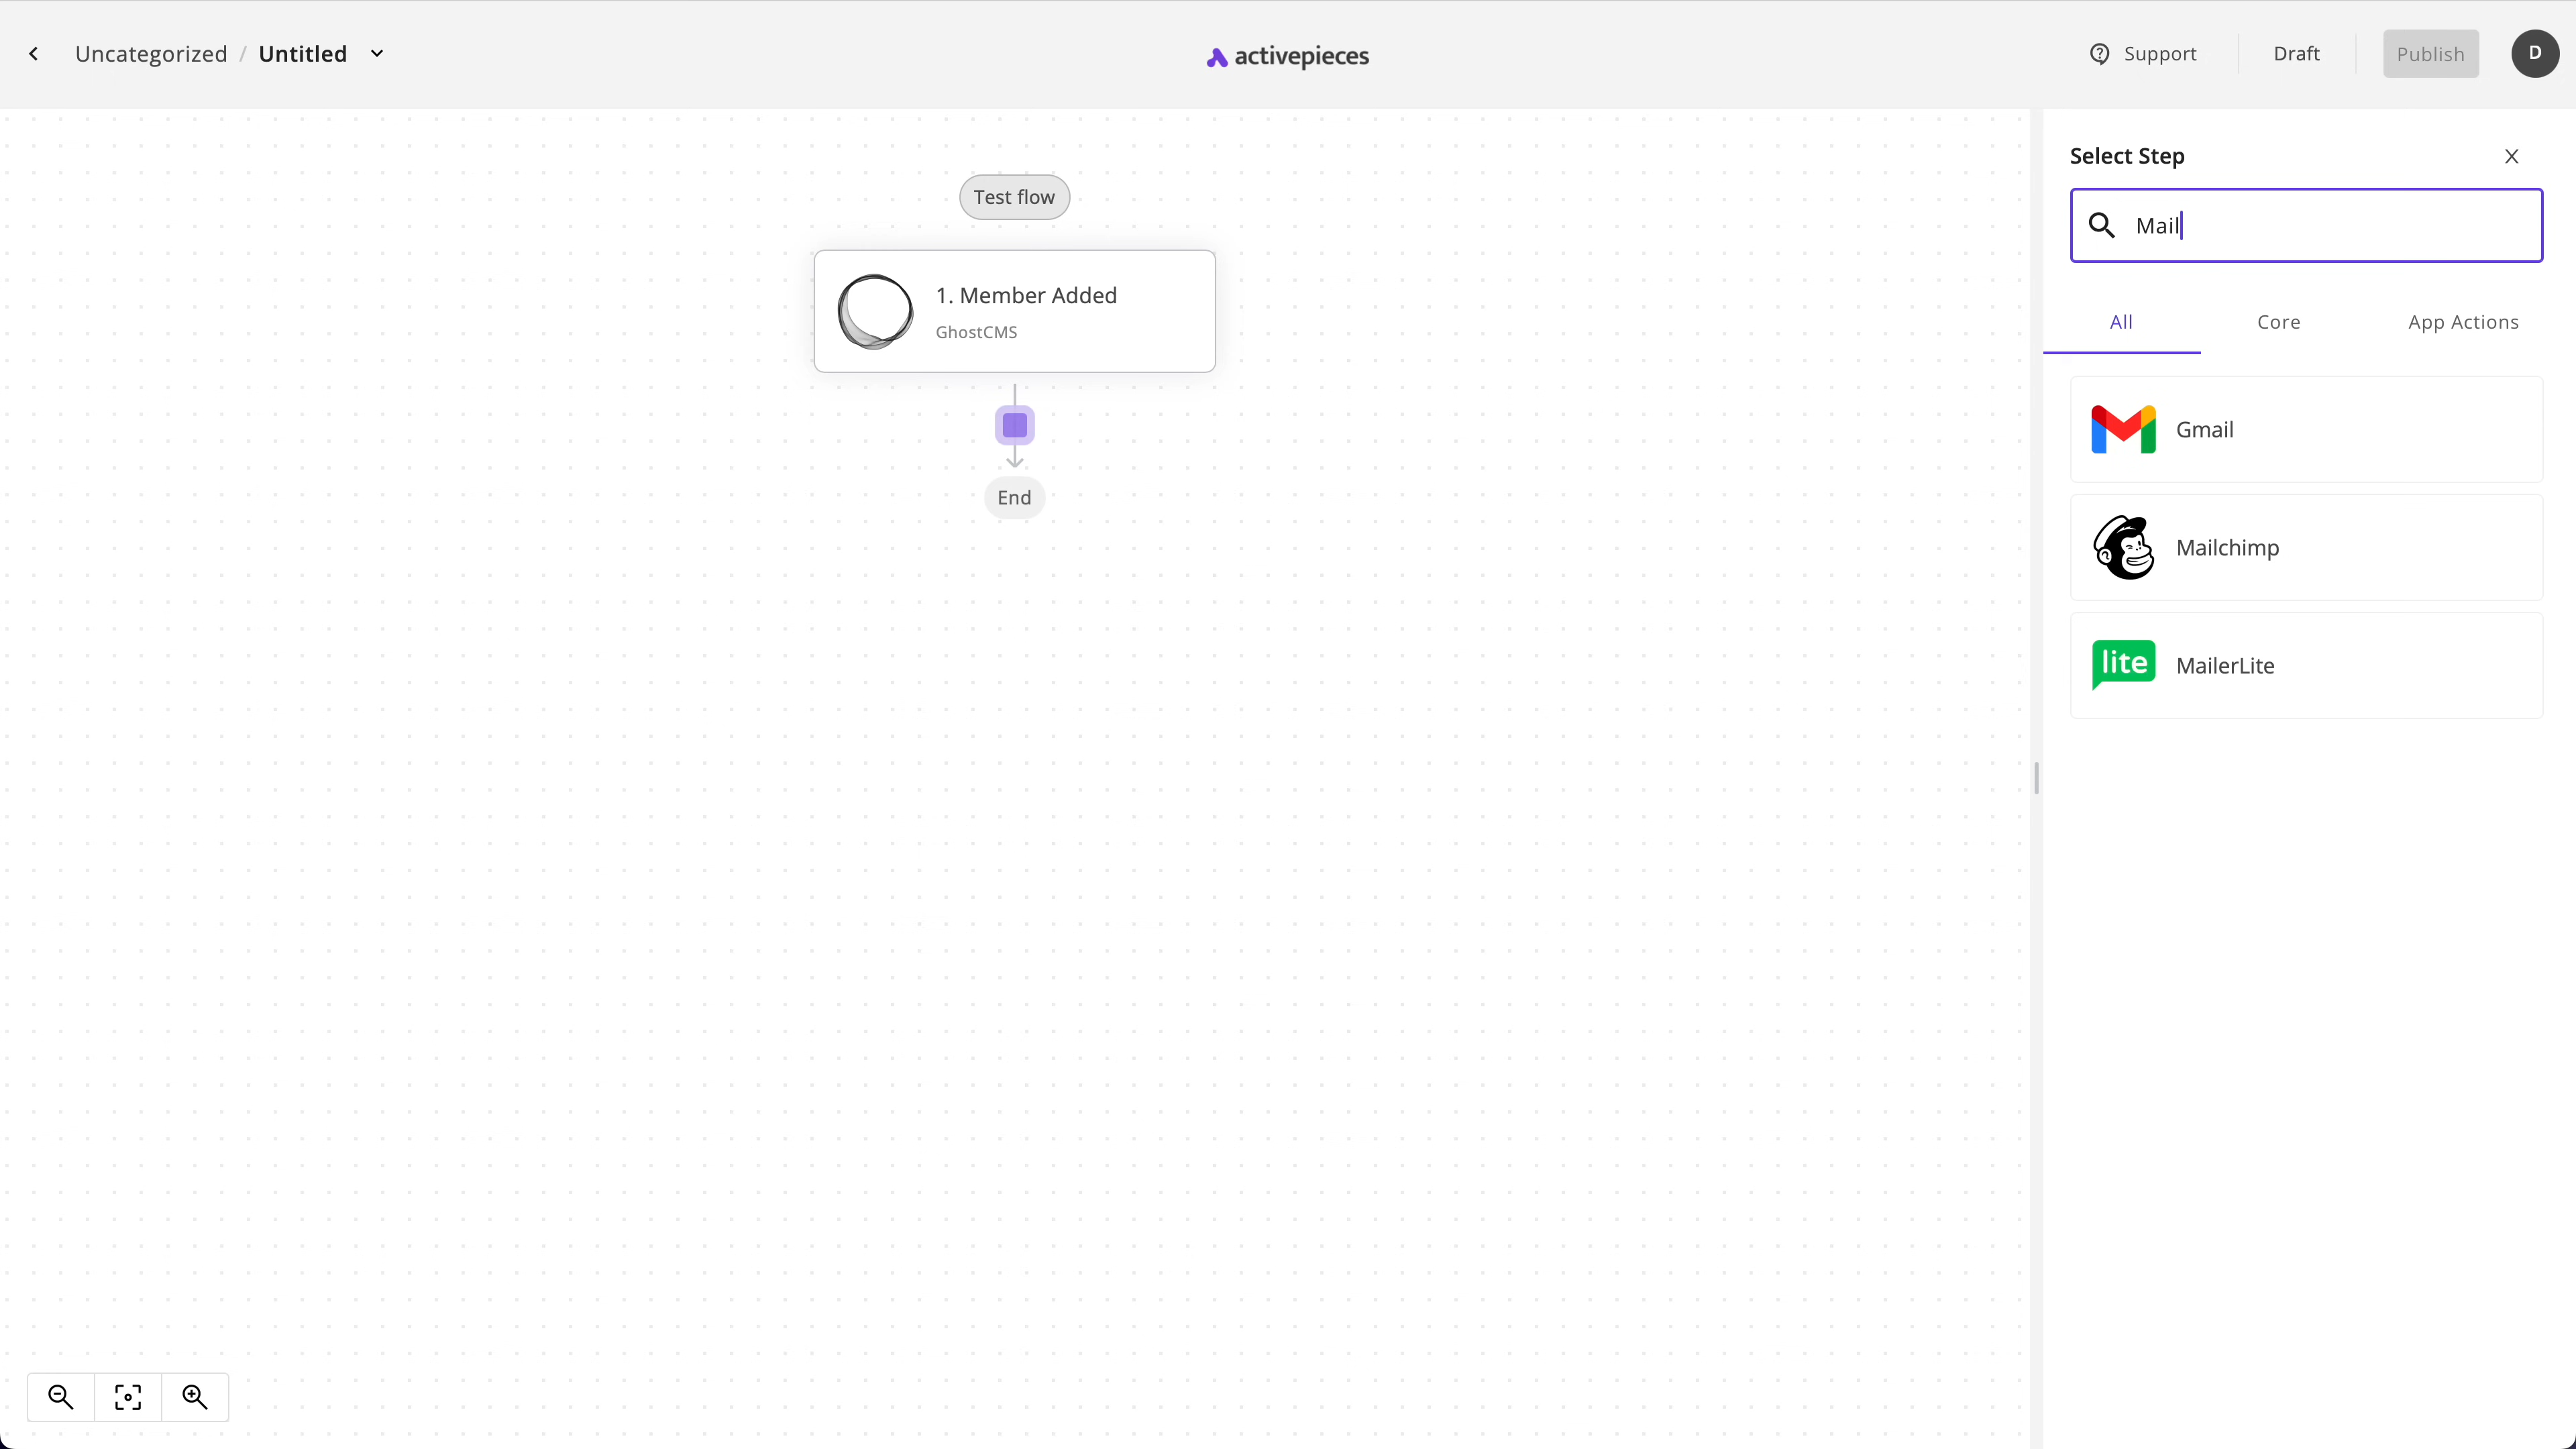 Uncategorized / Untitled
activepieces
Support
Draft
Publish
D
Test flow
1. Member Added
GhostCMS
End
Select Step
Mail
All
Core
App Actions
Gmail
Mailchimp
lite
MailerLite